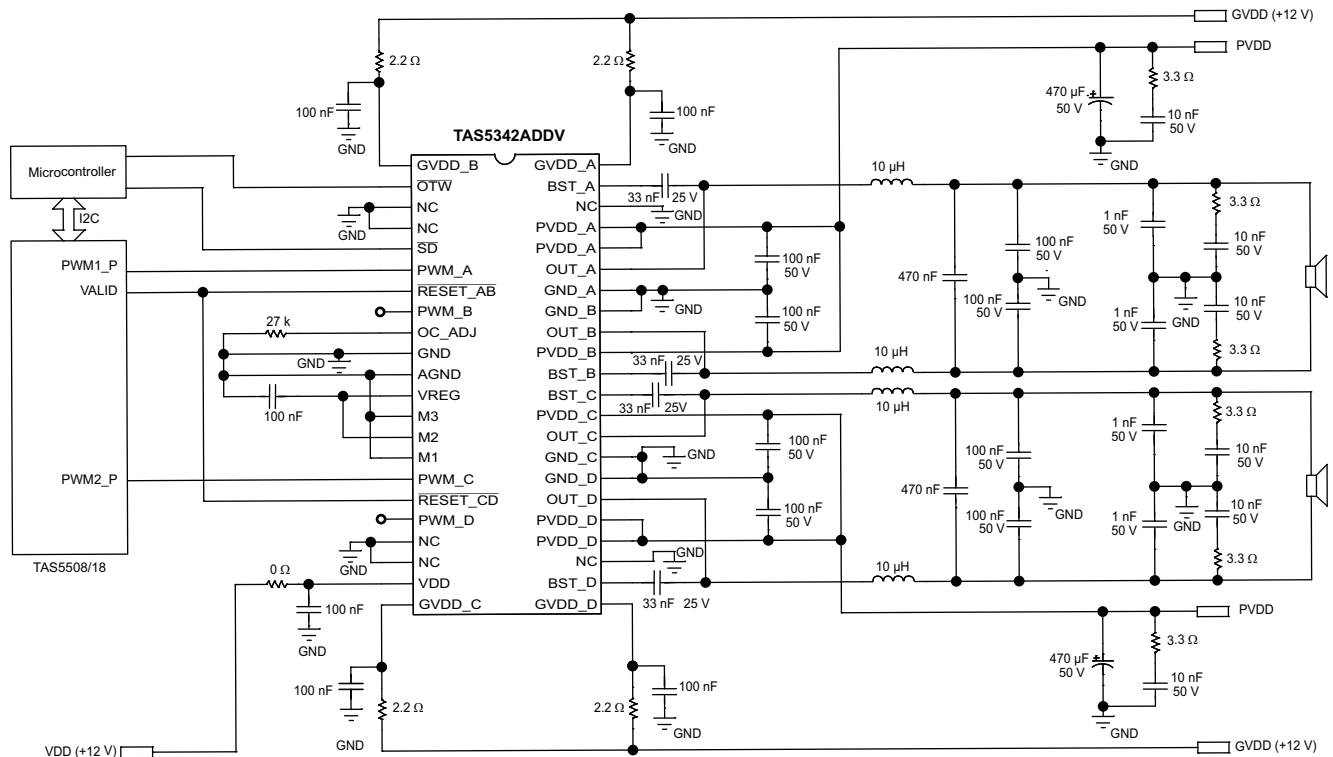 GVDD (+12 V)
PVDD
2.2 Ω
2.2 Ω
3.3 Ω
470 µF
50 V
+
10 nF
50 V
100 nF
GND
100 nF
GND
GND
TAS5342ADDV
Microcontroller
I2C
PWM1_P
VALID
PWM2_P
TAS5508/18
GVDD_B
OTW
NC
NC
SD
PWM_A
RESET_AB
PWM_B
OC_ADJ
GND
AGND
VREG
M3
M2
M1
PWM_C
RESET_CD
PWM_D
NC
NC
VDD
GVDD_C
GVDD_A
BST_A
NC
PVDD_A
PVDD_A
OUT_A
GND_A
GND_B
OUT_B
PVDD_B
BST_B
BST_C
PVDD_C
OUT_C
GND_C
GND_D
OUT_D
PVDD_D
PVDD_D
NC
BST_D
GVDD_D
GND
27 k
GND
100 nF
GND
0 Ω
100 nF
GND
33 nF 25 V
GND
100 nF
50 V
GND
100 nF
50 V
33 nF 25 V
33 nF 25V
100 nF
50 V
GND
100 nF
50 V
GND
33 nF 25 V
10 µH
10 µH
10 µH
10 µH
470 nF
100 nF
50 V
GND
100 nF
50 V
1 nF
50 V
GND
1 nF
50 V
3.3 Ω
10 nF
50 V
10 nF
50 V
3.3 Ω
470 nF
100 nF
50 V
GND
100 nF
50 V
1 nF
50 V
GND
1 nF
50 V
3.3 Ω
10 nF
50 V
10 nF
50 V
3.3 Ω
PVDD
3.3 Ω
470 µF
50 V
+
10 nF
50 V
GND
100 nF
GND
2.2 Ω
2.2 Ω
100 nF
GND
VDD (+12 V)
GVDD (+12 V)